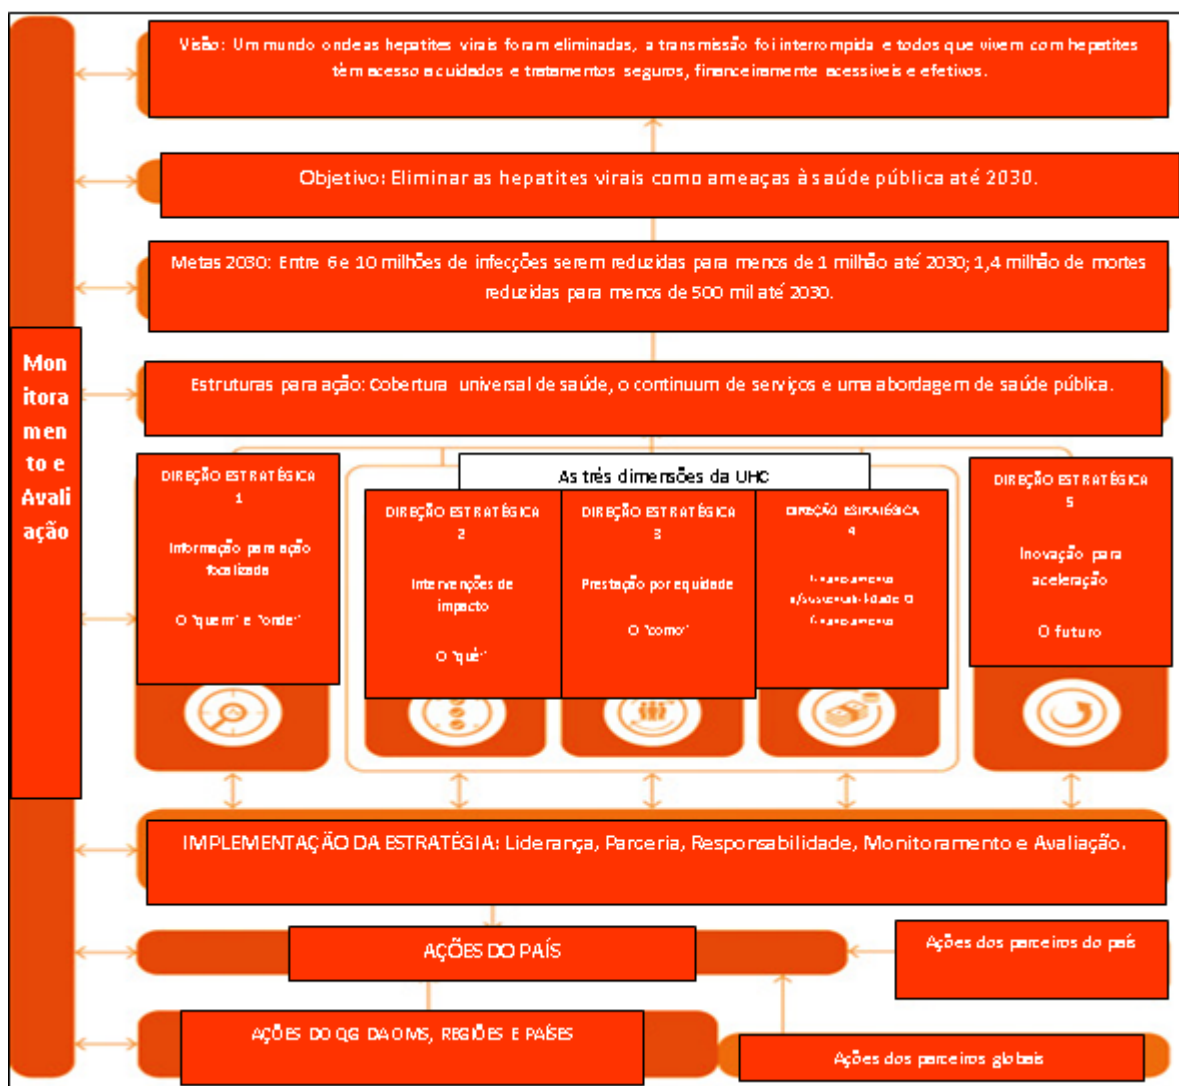 Visão: Um mundo onde as hepatites virais foram eliminadas, a transmissão foi interrompida e todos que vivem com hepatites
têm acesso a cuidados e tratamentos seguros, financeiramente acessíveis e efetivos.
Objetivo: Eliminar as hepatites virais como ameaças à saúde pública até 2030.
Metas 2030: Entre 6 e 10 milhões de infecções serem reduzidas para menos de 1 milhão até 2030; 1,4 milhão de mortes
reduzidas para menos de 500 mil até 2030.
Mon
itora
men
to e
Avali
ação
Estruturas para ação: Cobertura universal de saúde, o continuum de serviços e uma abordagem de saúde pública.
As três dimensões da UHC
DIREÇÃO ESTRATÉGICA
1
Informação para ação
focalizada
O "quem" e "onde"
DIREÇÃO ESTRATÉGICA
2
Intervenções de
impacto
O "quê"
DIREÇÃO ESTRATÉGICA
3
Prestação por equidade
O "como"
DIREÇÃO ESTRATÉGICA
4
Financiamento
p/sustentabilidade O
financiamento
DIREÇÃO ESTRATÉGICA
5
Inovação para
aceleração
O futuro
IMPLEMENTAÇÃO DA ESTRATÉGIA: Liderança, Parceria, Responsabilidade, Monitoramento e Avaliação.
AÇÕES DO PAÍS
Ações dos parceiros do país
AÇÕES DO QG DA OMS, REGIÕES E PAÍSES
Ações dos parceiros globais